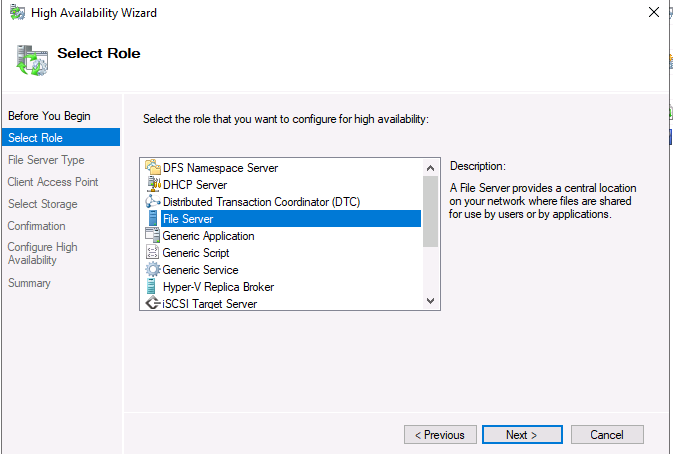 High Availability Wizard
Select Role
Before You Begin
Select Role
File Server Type
Client Access Point
Select Storage
Confirmation
Configure High
Availability
Summary
Select the role that you want to configure for high availability:
DFS Namespace Server
DHCP Server
Distributed Transaction Coordinator (DTC)
File Server
Generic Application
Generic Script
Generic Service
Hyper-V Replica Broker
iSCSI Target Server
Description:
A File Server provides a central location
on your network where files are shared
for use by users or by applications.
< Previous
Next >
Cancel